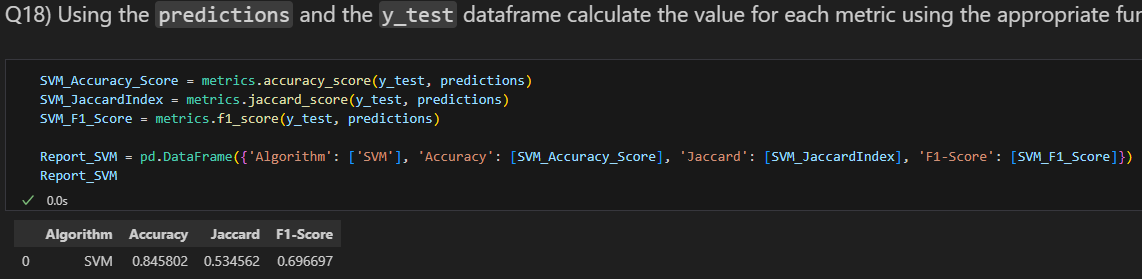 Q18) Using the predictions and the y_test dataframe calculate the value for each metric using the appropriate
SVM_Accuracy_Score = metrics.accuracy_score(y_test, predictions)
SVM_JaccardIndex = metrics.jaccard_score(y_test, predictions)
SVM_F1_Score = metrics.f1_score(y_test, predictions)
Report_SVM = pd.DataFrame({'Algorithm': ['SVM'], 'Accuracy': [SVM_Accuracy_Score], 'Jaccard': [SVM_JaccardIndex], 'F1-Score': [SVM_F1_Score]})
Report_SVM
0.0s
Algorithm Accuracy Jaccard F1-Score
0 SVM 0.845802 0.534562 0.696697